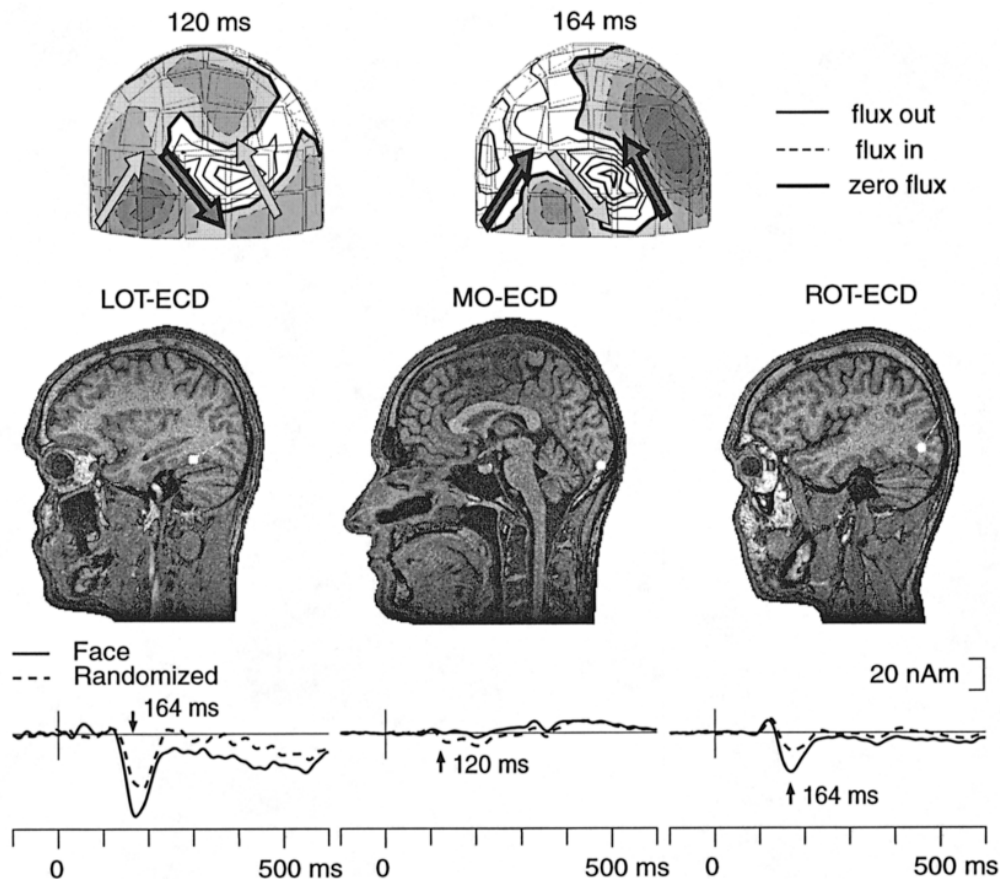 120 ms
164 ms
flux out
flux in
zero flux
LOT-ECD
MO-ECD
ROT-ECD
Face
Randomized
20 nAm
164 ms
120 ms
164 ms
0 500 ms
0 500 ms
0 500 ms